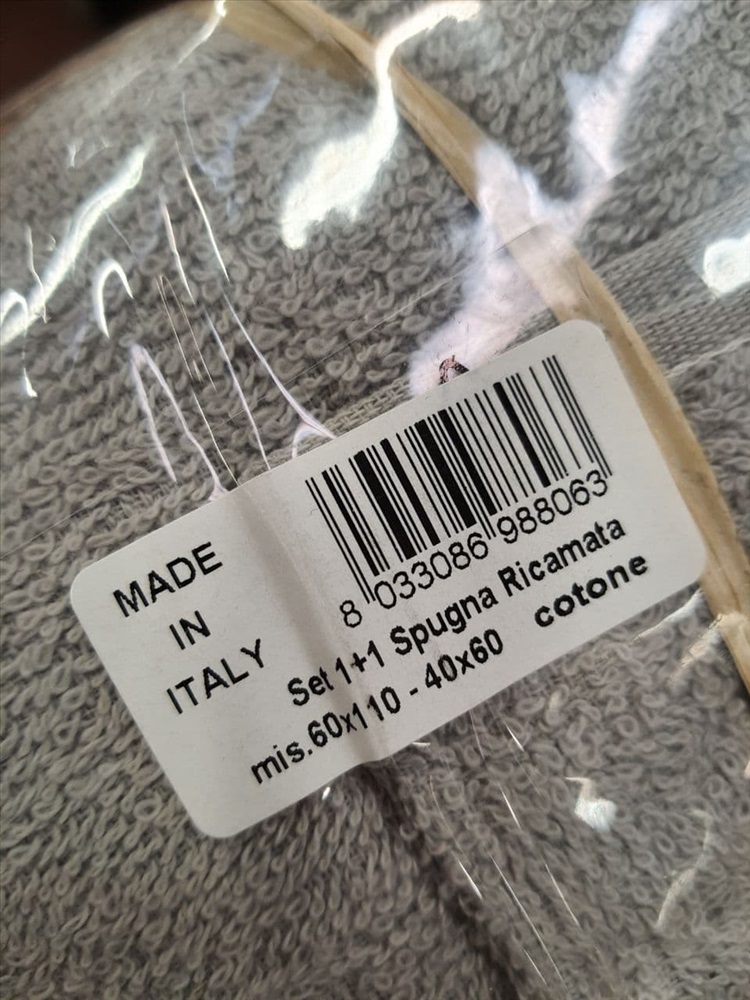 MADE
IN
ITALY
8 033086 988063
Set 1+1 Spugna Ricamata
mis.60x110 - 40x60 cotone